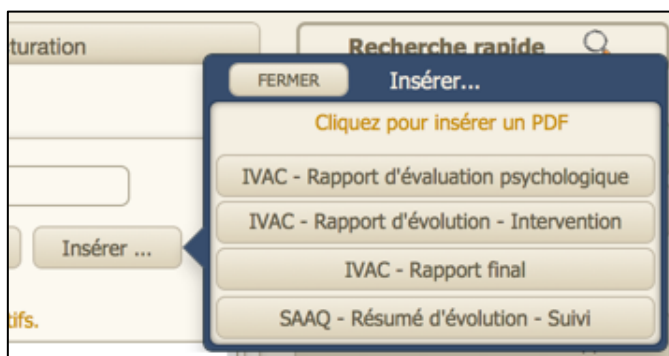 turation
Recherche rapide
FERMER
Insérer...
Cliquez pour insérer un PDF
IVAC - Rapport d'évaluation psychologique
IVAC - Rapport d'évolution - Intervention
Insérer ...
IVAC - Rapport final
SAAQ - Résumé d'évolution - Suivi
tifs.